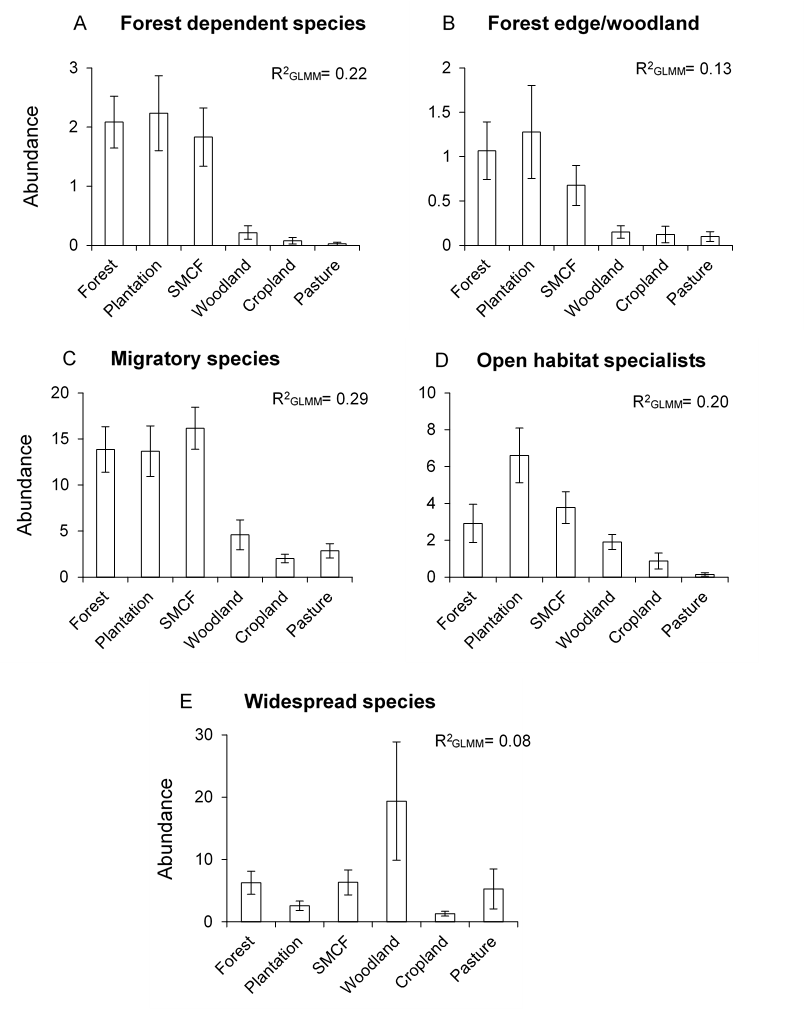 A Forest dependent species
R²GLMM= 0.22
Abundance
3
2
1
0
Forest
Plantation
SMCF
Woodland
Cropland
Pasture
B Forest edge/woodland
R²GLMM= 0.13
2
1.5
1
0.5
0
Forest
Plantation
SMCF
Woodland
Cropland
Pasture
C Migratory species
R²GLMM= 0.29
Abundance
20
15
10
5
0
Forest
Plantation
SMCF
Woodland
Cropland
Pasture
D Open habitat specialists
R²GLMM= 0.20
10
8
6
4
2
0
Forest
Plantation
SMCF
Woodland
Cropland
Pasture
E Widespread species
R²GLMM= 0.08
Abundance
30
20
10
0
Forest
Plantation
SMCF
Woodland
Cropland
Pasture